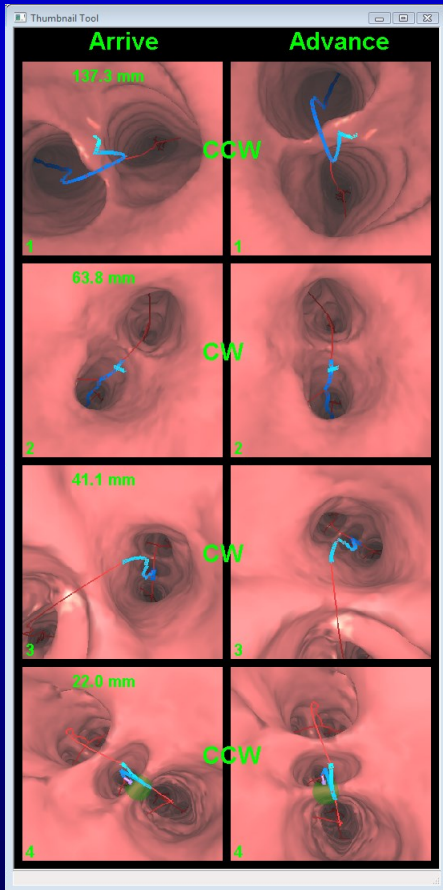 Thumbnail Tool
Arrive Advance
137.3 mm
CCW
1 1
63.8 mm
CW
2 2
41.1 mm
CW
3 3
22.0 mm
CCW
4 4